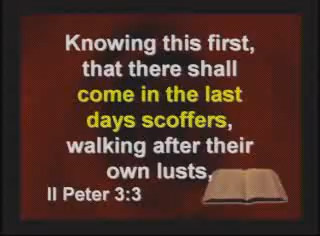 Knowing this first,
that there shall
come in the last
days scoffers,
walking after their
own lusts,
II Peter 3:3